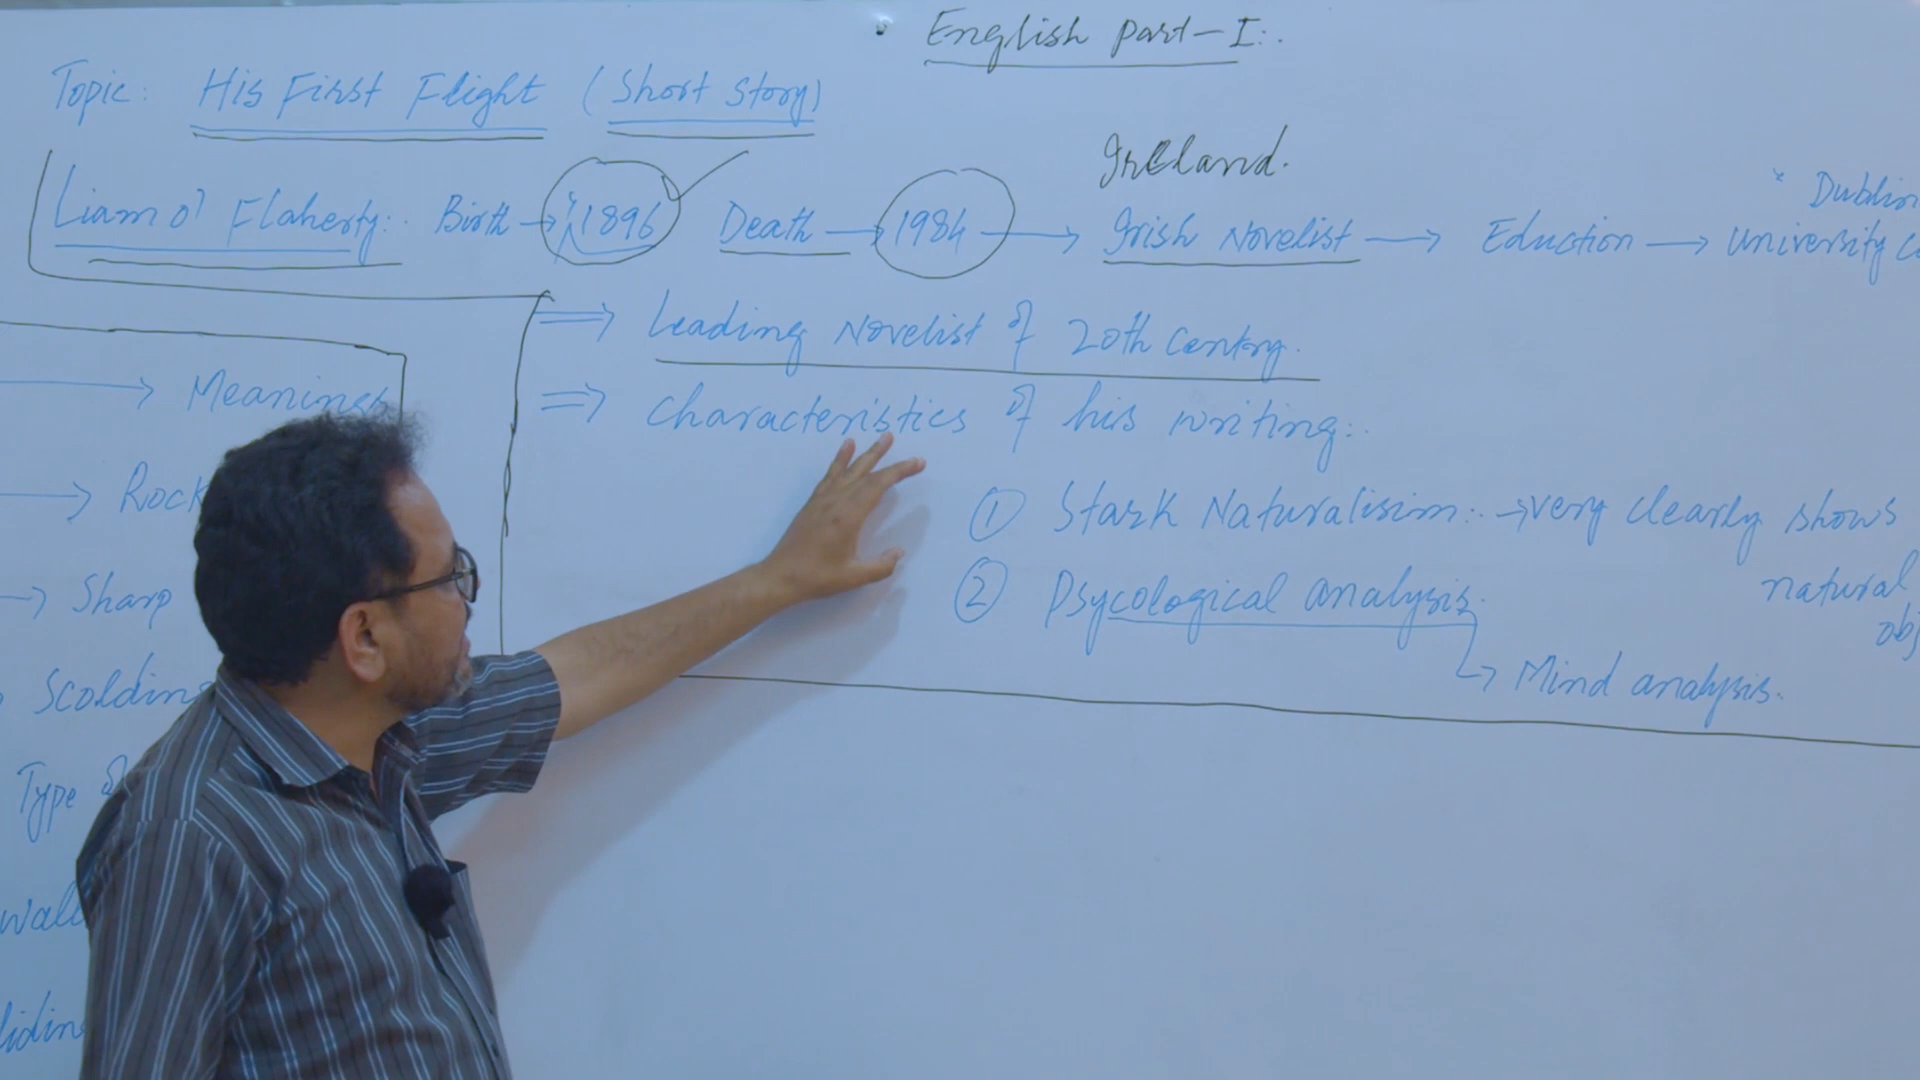 English Part-I:.
Topic: His First Flight (Short Story)
Ireland.
Liam o' Flaherty:. Birth → 1896 Death → 1984 → Irish Novelist → Eduction → University
Dublin
⇒ Leading Novelist of 20th Century.
⇒ Characteristics of his writing:.
① Stark Naturalisim:. → very clearly shows
natural
② Psycological analysis.
↳ Mind analysis.
→ Meanings
→ Rock
→ Sharp
Scolding
Type of